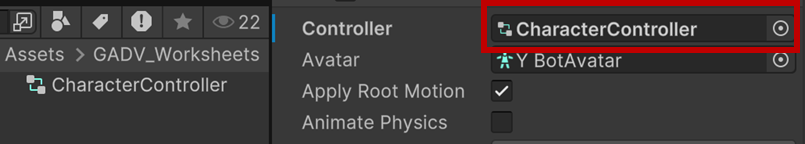 22
Assets > GADV_Worksheets
CharacterController
Controller CharacterController
Avatar Y BotAvatar
Apply Root Motion
Animate Physics